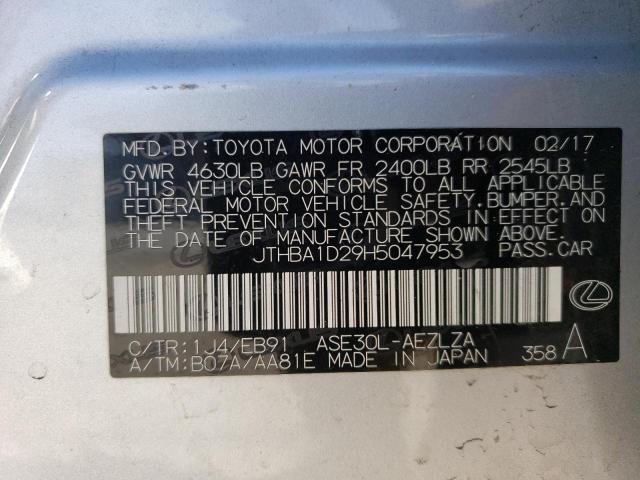 MFD. BY: TOYOTA MOTOR CORPORATION 02/17
GVWR 4630LB GAWR FR 2400LB RR 2545LB
THIS VEHICLE CONFORMS TO ALL APPLICABLE
FEDERAL MOTOR VEHICLE SAFETY, BUMPER, AND
THEFT PREVENTION STANDARDS IN EFFECT ON
THE DATE OF MANUFACTURE SHOWN ABOVE.
JTHBA1D29H5047953 PASS. CAR
C/TR: 1J4/EB91 ASE30L-AEZLZA
A/TM: B07A/AA81E MADE IN JAPAN 358 A